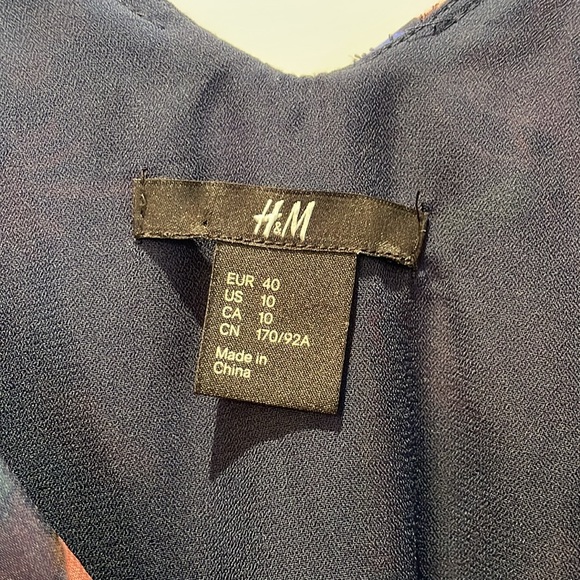 H&M
EUR 40
US 10
CA 10
CN 170/92A
Made in
China